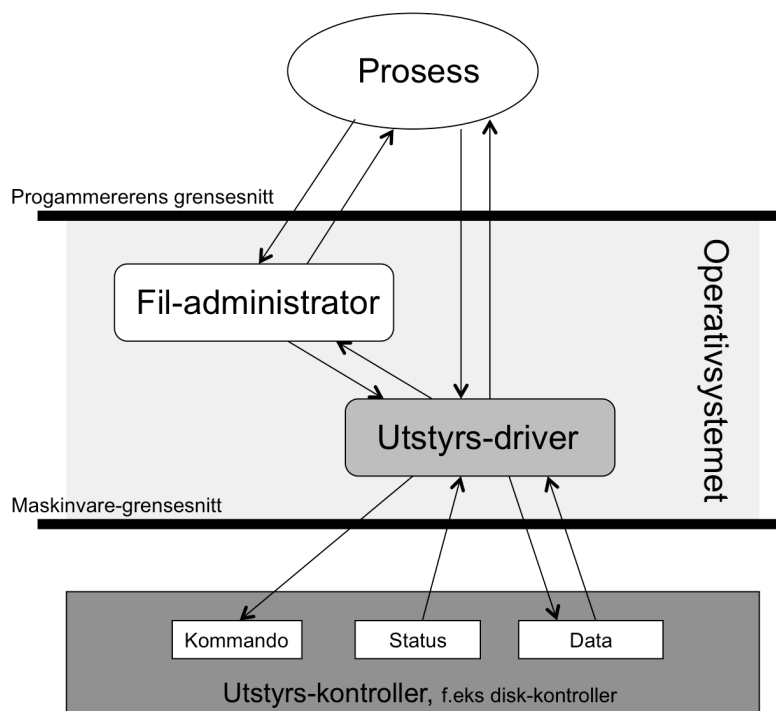 Prosess
Progammererens grensesnitt
Operativsystemet
Fil-administrator
Utstyrs-driver
Maskinvare-grensesnitt
Kommando
Status
Data
Utstyrs-kontroller, f.eks disk-kontroller